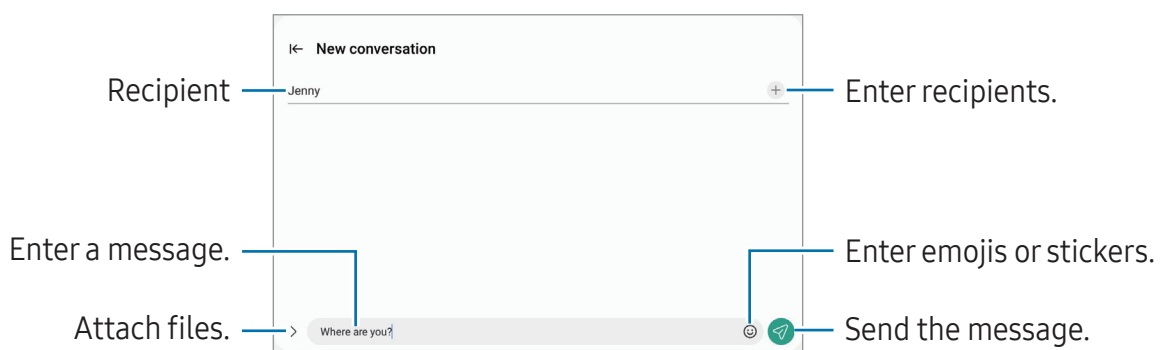 New conversation
Recipient
Jenny
Enter recipients.
Enter a message.
Enter emojis or stickers.
Attach files.
Where are you?
Send the message.